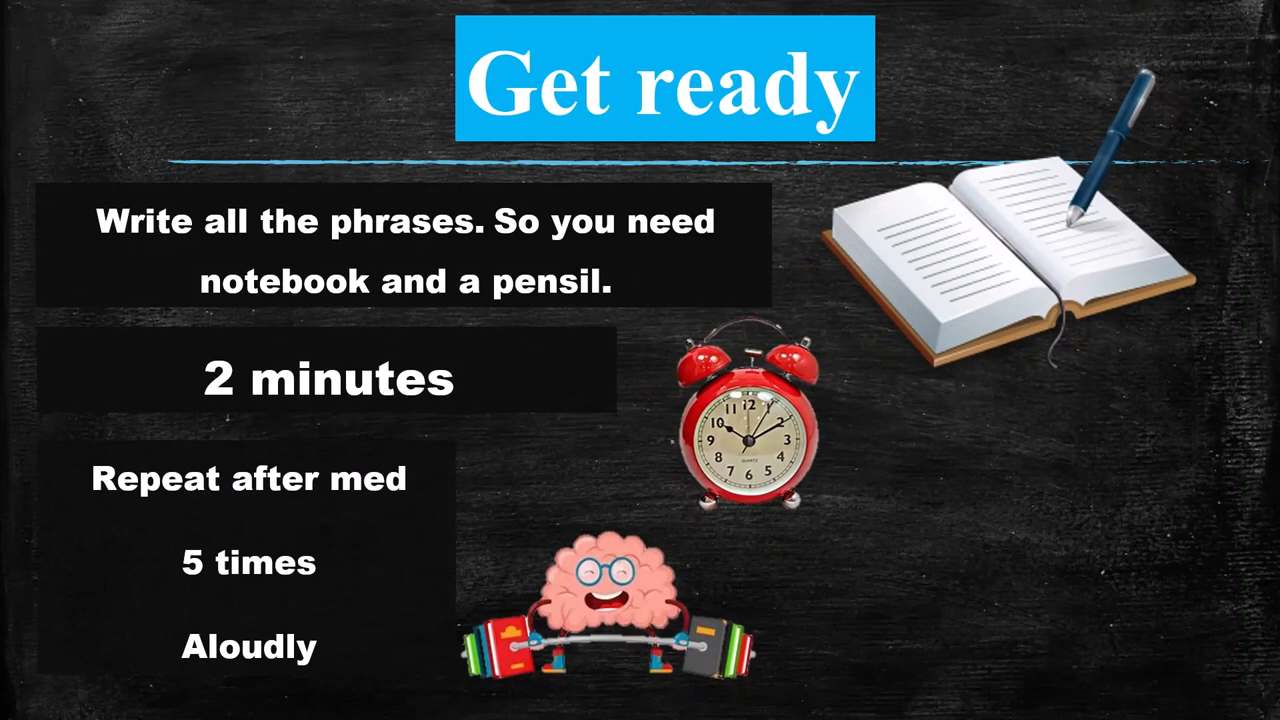 Get ready
Write all the phrases. So you need
notebook and a pensil.
2 minutes
Repeat after med
5 times
Aloudly